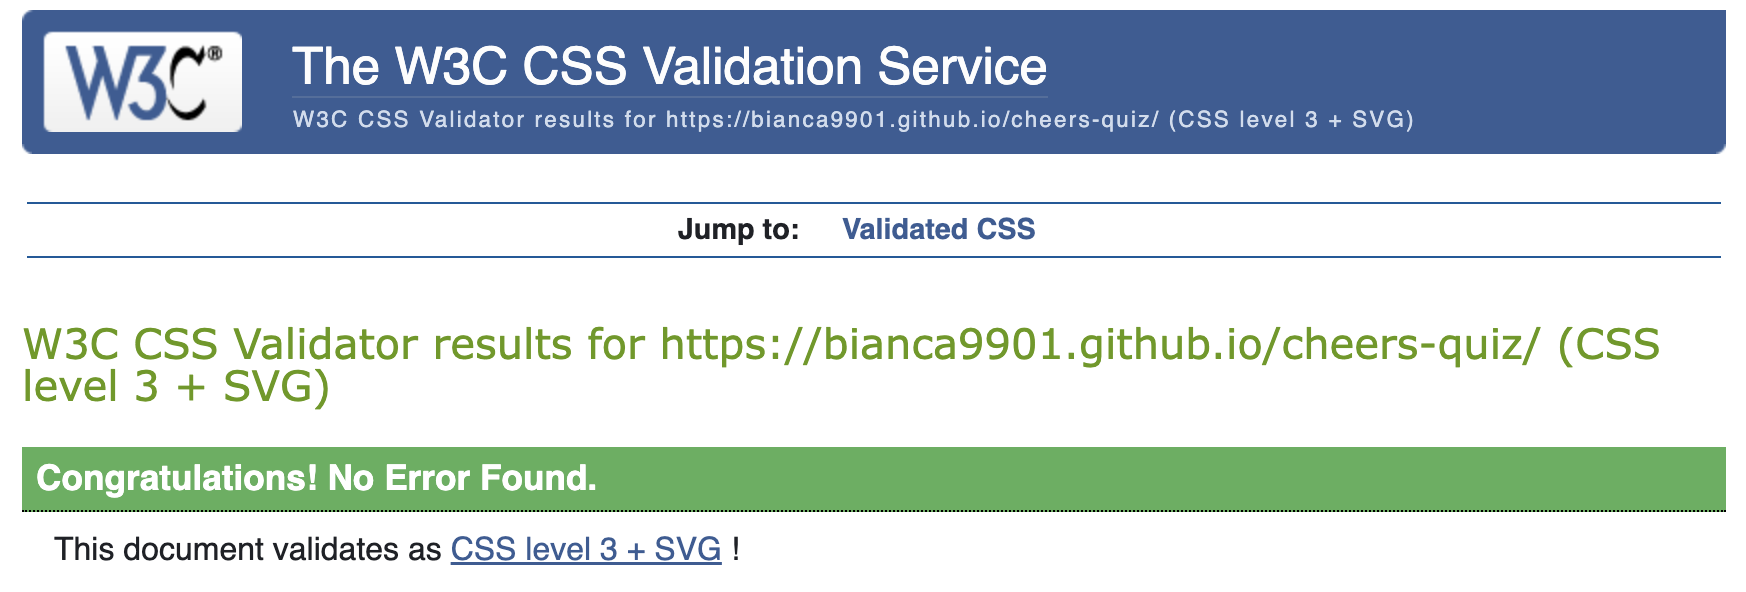 W3C®
The W3C CSS Validation Service
W3C CSS Validator results for https://bianca9901.github.io/cheers-quiz/ (CSS level 3 + SVG)
Jump to: Validated CSS
W3C CSS Validator results for https://bianca9901.github.io/cheers-quiz/ (CSS
level 3 + SVG)
Congratulations! No Error Found.
This document validates as CSS level 3 + SVG !